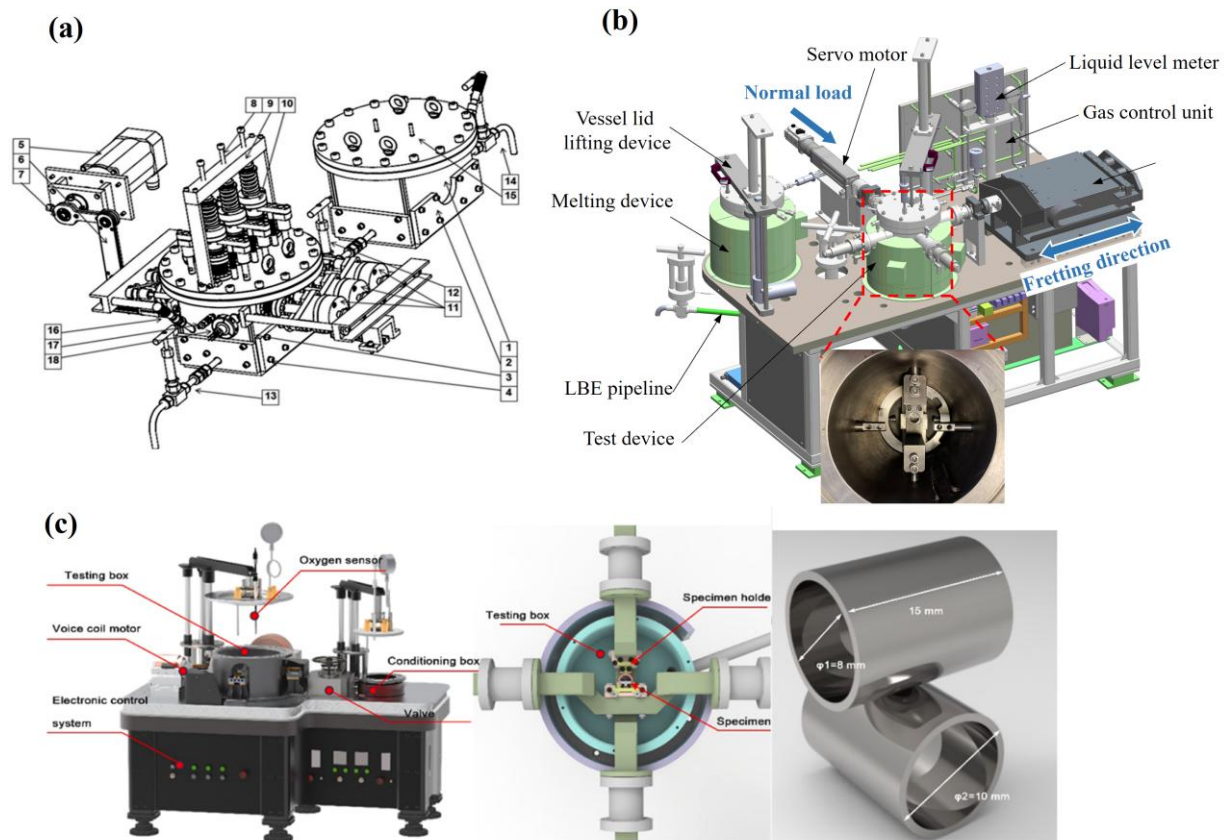 (a)
8 9 10
5
6
7
14
15
12
11
16
17
18
1
2
3
4
13
(b)
Servo motor
Liquid level meter
Normal load
Gas control unit
Vessel lid
lifting device
Melting device
Fretting direction
LBE pipeline
Test device
(c)
Oxygen sensor
Testing box
Voice coil motor
Conditioning box
Electronic control
system
Valve
Testing box
Specimen holde
Specimen
15 mm
φ1=8 mm
φ2=10 mm